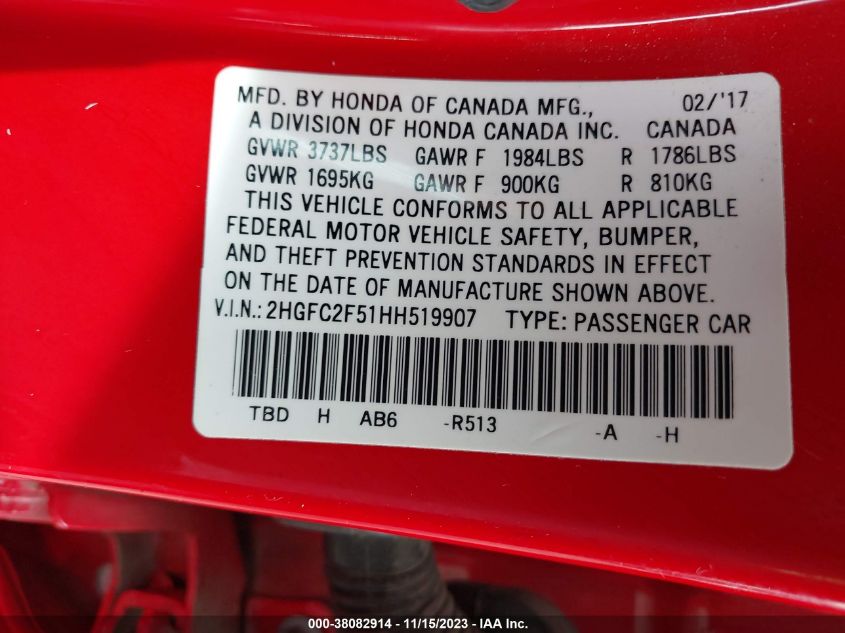 MFD. BY HONDA OF CANADA MFG., 02/'17
A DIVISION OF HONDA CANADA INC. CANADA
GVWR 3737LBS GAWR F 1984LBS R 1786LBS
GVWR 1695KG GAWR F 900KG R 810KG
THIS VEHICLE CONFORMS TO ALL APPLICABLE
FEDERAL MOTOR VEHICLE SAFETY, BUMPER,
AND THEFT PREVENTION STANDARDS IN EFFECT
ON THE DATE OF MANUFACTURE SHOWN ABOVE.
V.I.N.: 2HGFC2F51HH519907 TYPE: PASSENGER CAR
TBD H AB6 -R513 -A -H
000-38082914 - 11/15/2023 - IAA Inc.